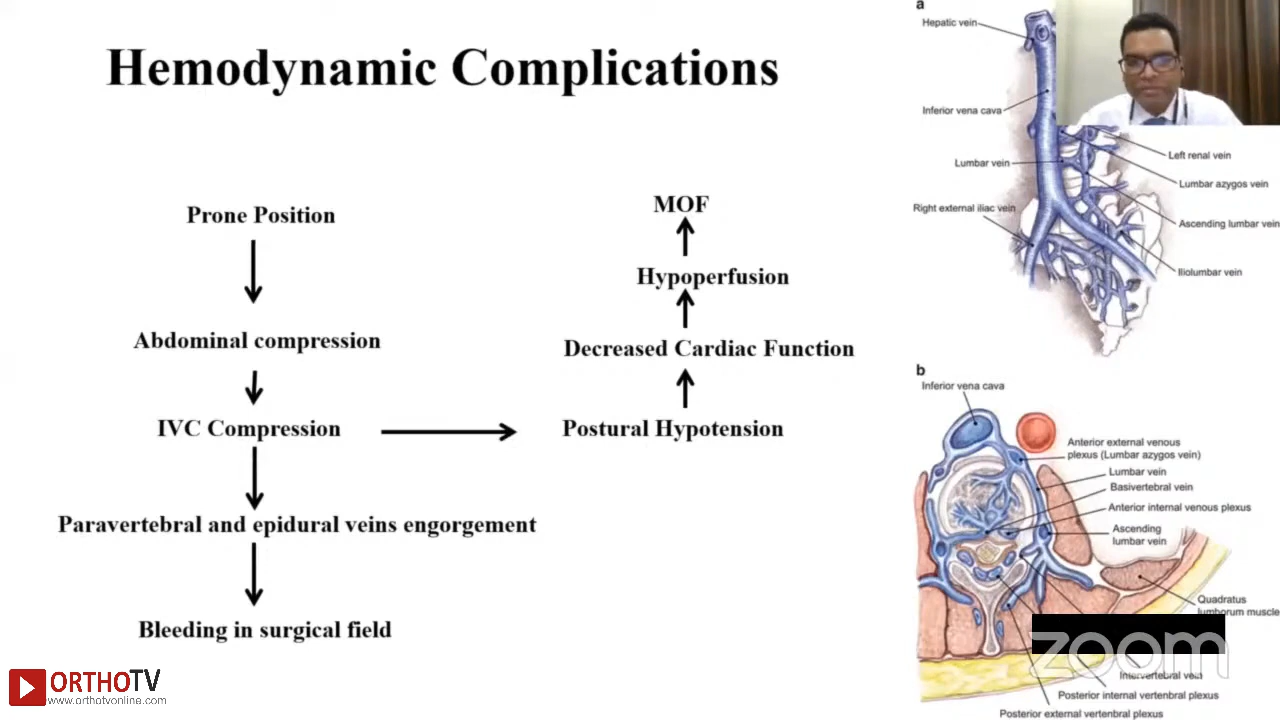 Hemodynamic Complications
Prone Position
Abdominal compression
IVC Compression
Paravertebral and epidural veins engorgement
Bleeding in surgical field
MOF
Hypoperfusion
Decreased Cardiac Function
Postural Hypotension
a
Hepatic vein
Inferior vena cava
Lumbar vein
Right external iliac vein
Left renal vein
Lumbar azygos vein
Ascending lumbar vein
Iliolumbar vein
b
Inferior vena cava
Anterior external venous
plexus (Lumbar azygos vein)
Lumbar vein
Basivertebral vein
Anterior internal venous plexus
Ascending
lumbar vein
Quadratus
lumborum muscle
zoom
Intervertebral vein
Posterior internal vertenbral plexus
Posterior external vertenbral plexus
ORTHOTV
www.orthotvonline.com